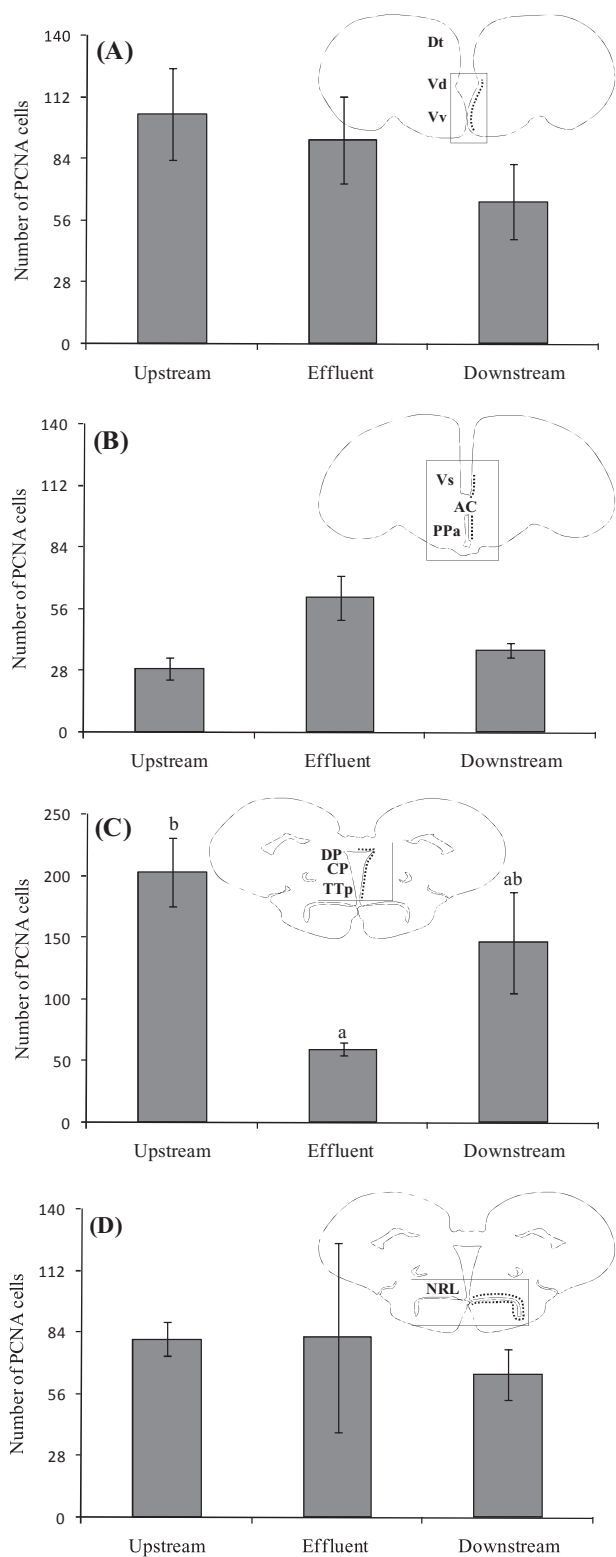 (A)
Number of PCNA cells
140
112
84
56
28
0
Dt
Vd
Vv
Upstream Effluent Downstream
(B)
Number of PCNA cells
140
112
84
56
28
0
Vs
AC
PPa
Upstream Effluent Downstream
(C)
Number of PCNA cells
250
200
150
100
50
0
b
a
ab
DP
CP
TTp
Upstream Effluent Downstream
(D)
Number of PCNA cells
140
112
84
56
28
0
NRL
Upstream Effluent Downstream